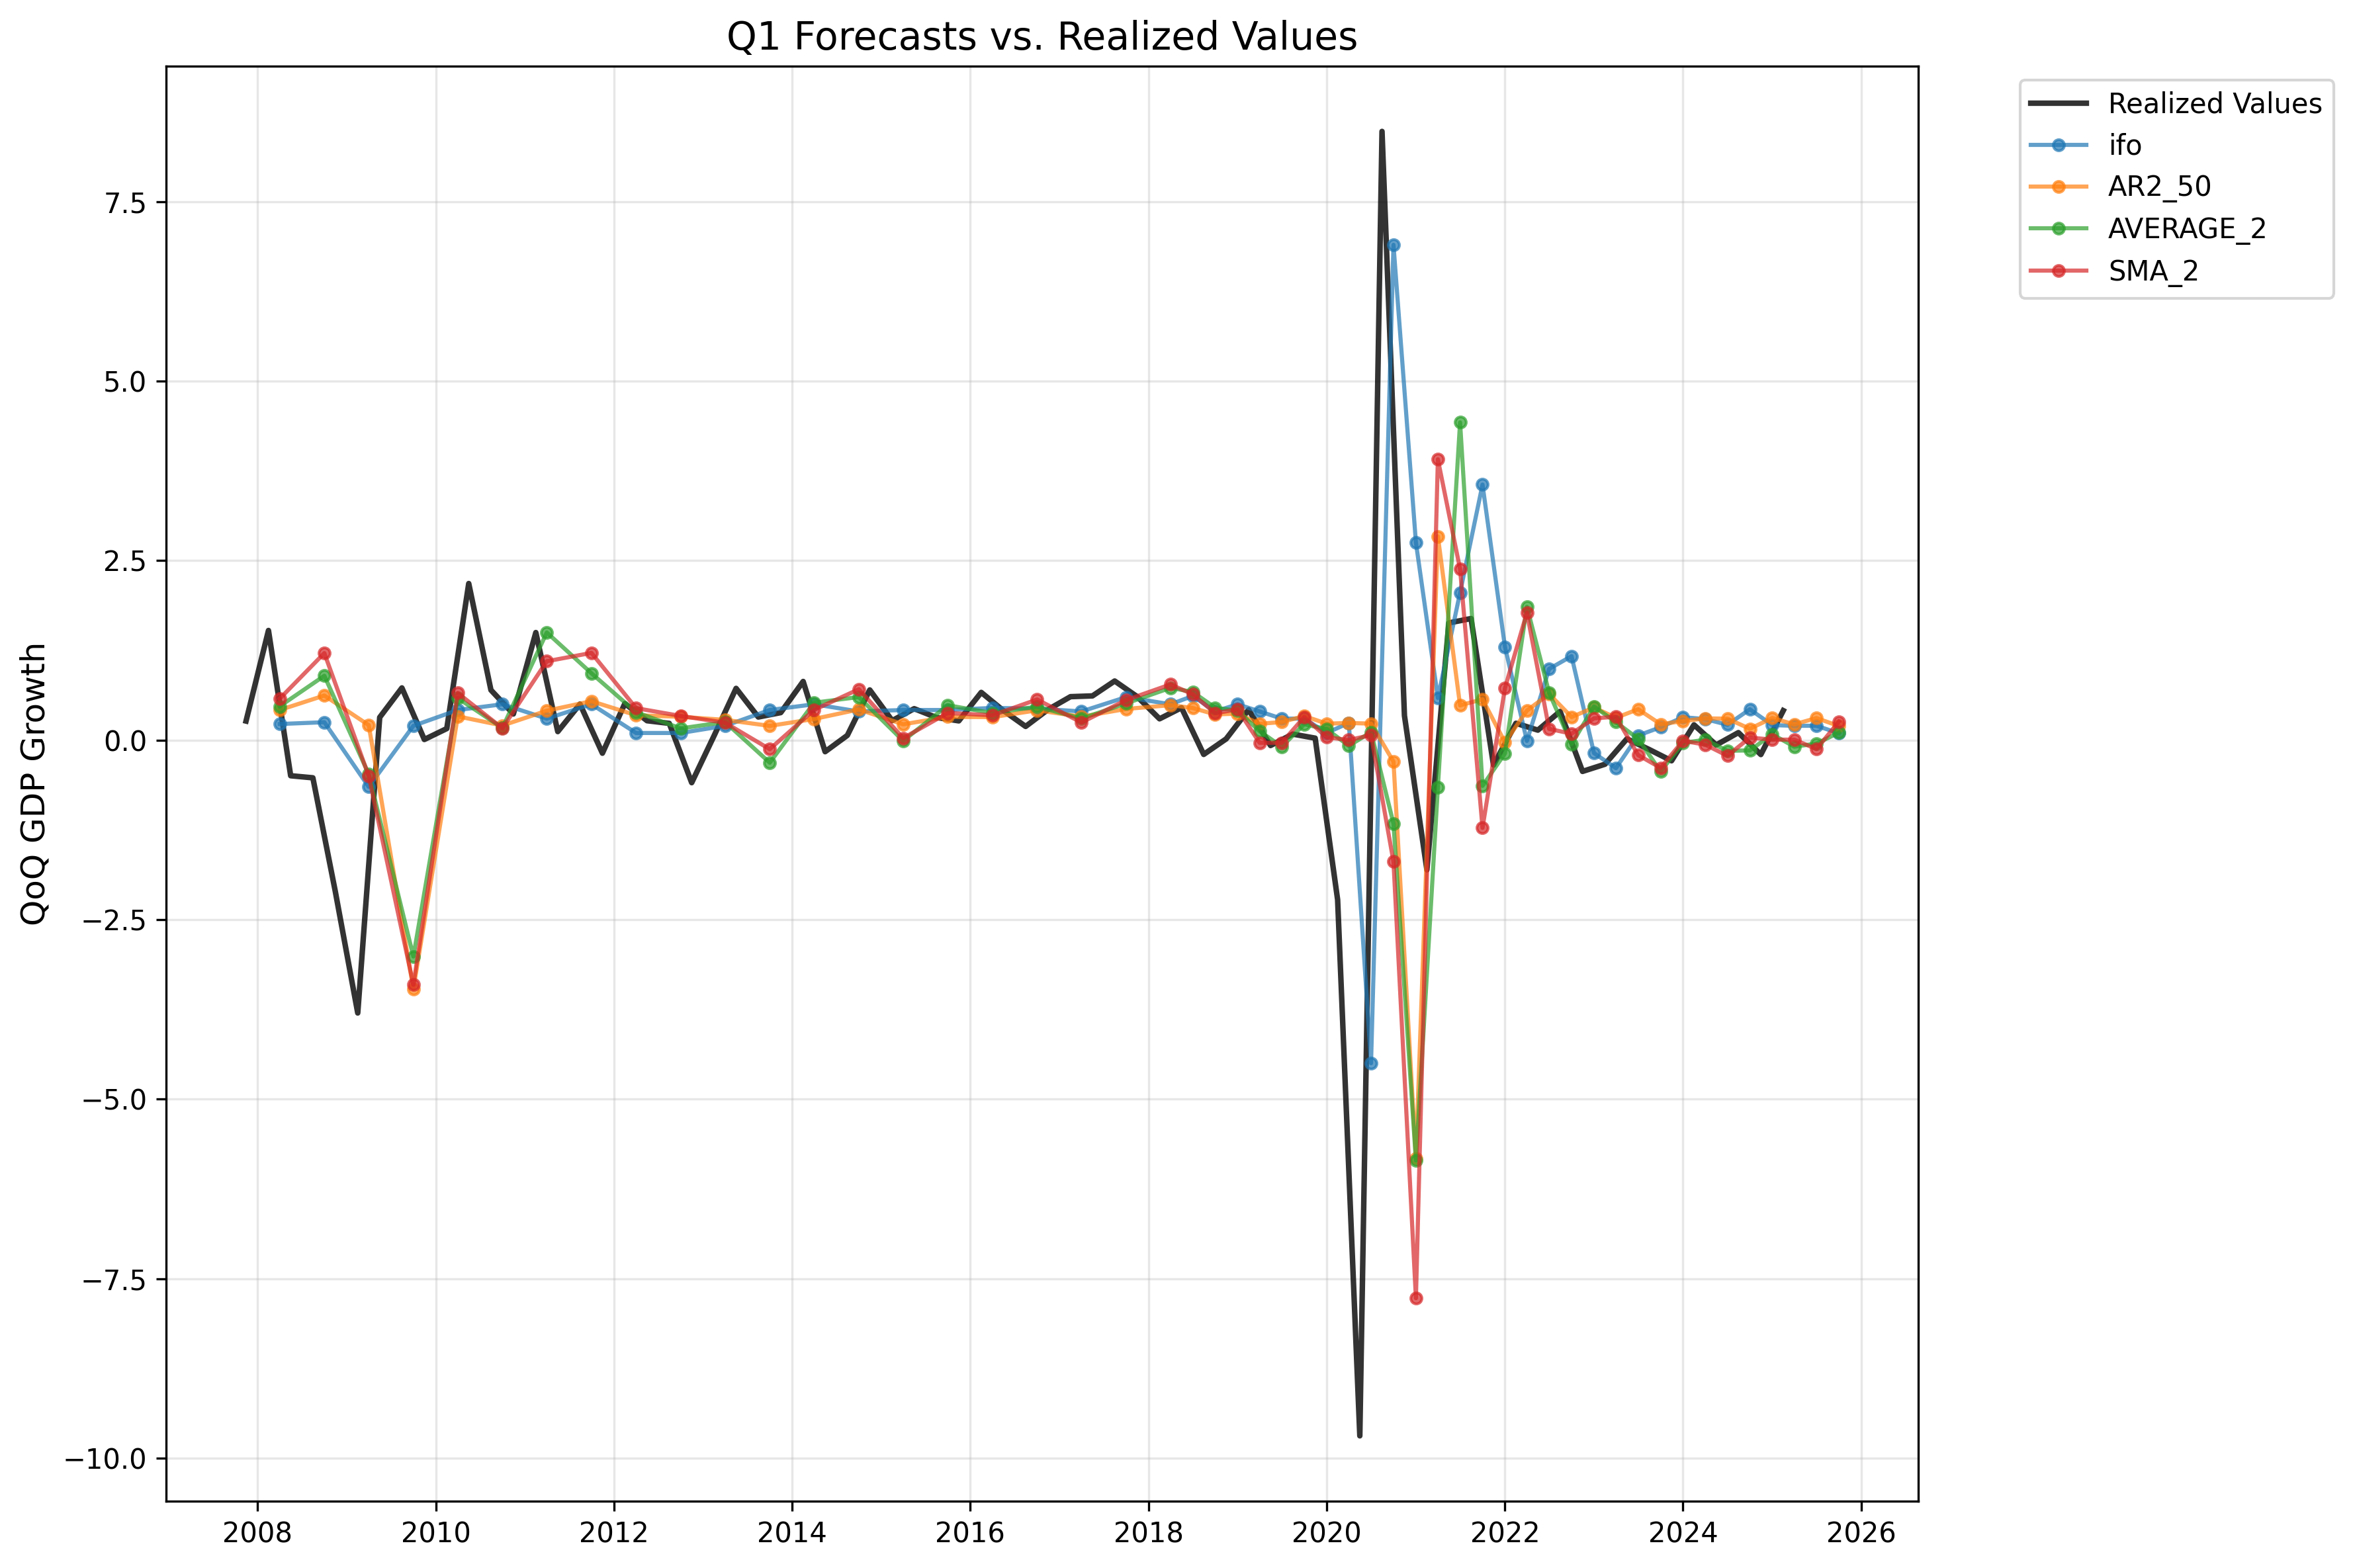 Q1 Forecasts vs. Realized Values
Realized Values
ifo
AR2_50
AVERAGE_2
SMA_2
QoQ GDP Growth
7.5
5.0
2.5
0.0
−2.5
−5.0
−7.5
−10.0
2008 2010 2012 2014 2016 2018 2020 2022 2024 2026